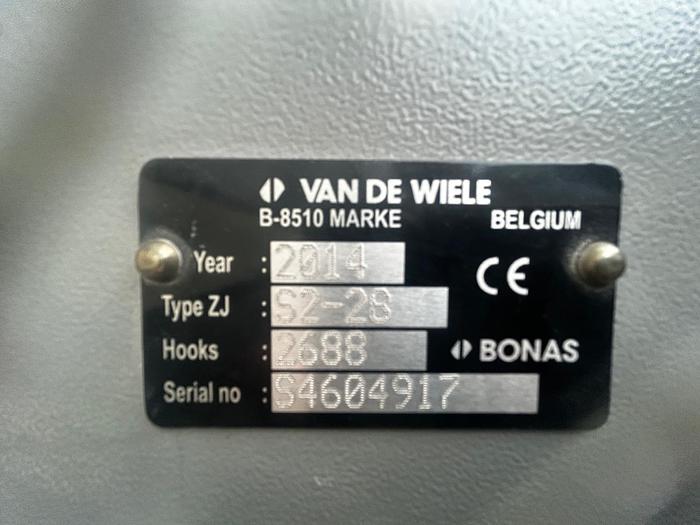 VAN DE WIELE
B-8510 MARKE BELGIUM
Year : 2014
CE
Type ZJ : S2-28
Hooks : 2688
BONAS
Serial no : S4604917